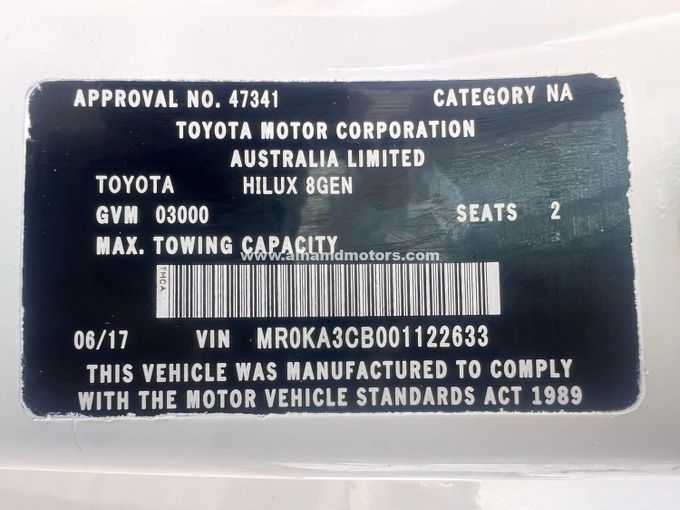 APPROVAL NO. 47341 CATEGORY NA
TOYOTA MOTOR CORPORATION
AUSTRALIA LIMITED
TOYOTA HILUX 8GEN
GVM 03000 SEATS 2
MAX. TOWING CAPACITY
www.almamdmotors.com
TMCA
06/17 VIN MR0KA3CB001122633
THIS VEHICLE WAS MANUFACTURED TO COMPLY
WITH THE MOTOR VEHICLE STANDARDS ACT 1989